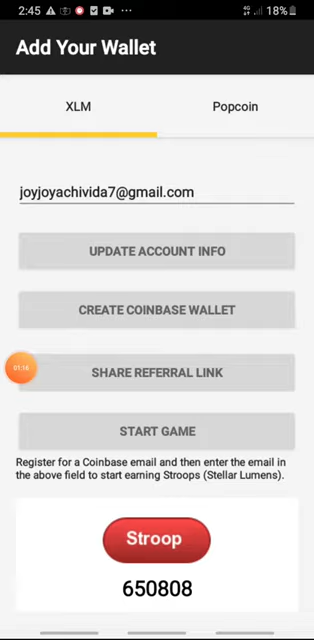 2:45 18%
Add Your Wallet
XLM Popcoin
joyjoyachivida7@gmail.com
UPDATE ACCOUNT INFO
CREATE COINBASE WALLET
01:16
SHARE REFERRAL LINK
START GAME
Register for a Coinbase email and then enter the email in
the above field to start earning Stroops (Stellar Lumens).
Stroop
650808